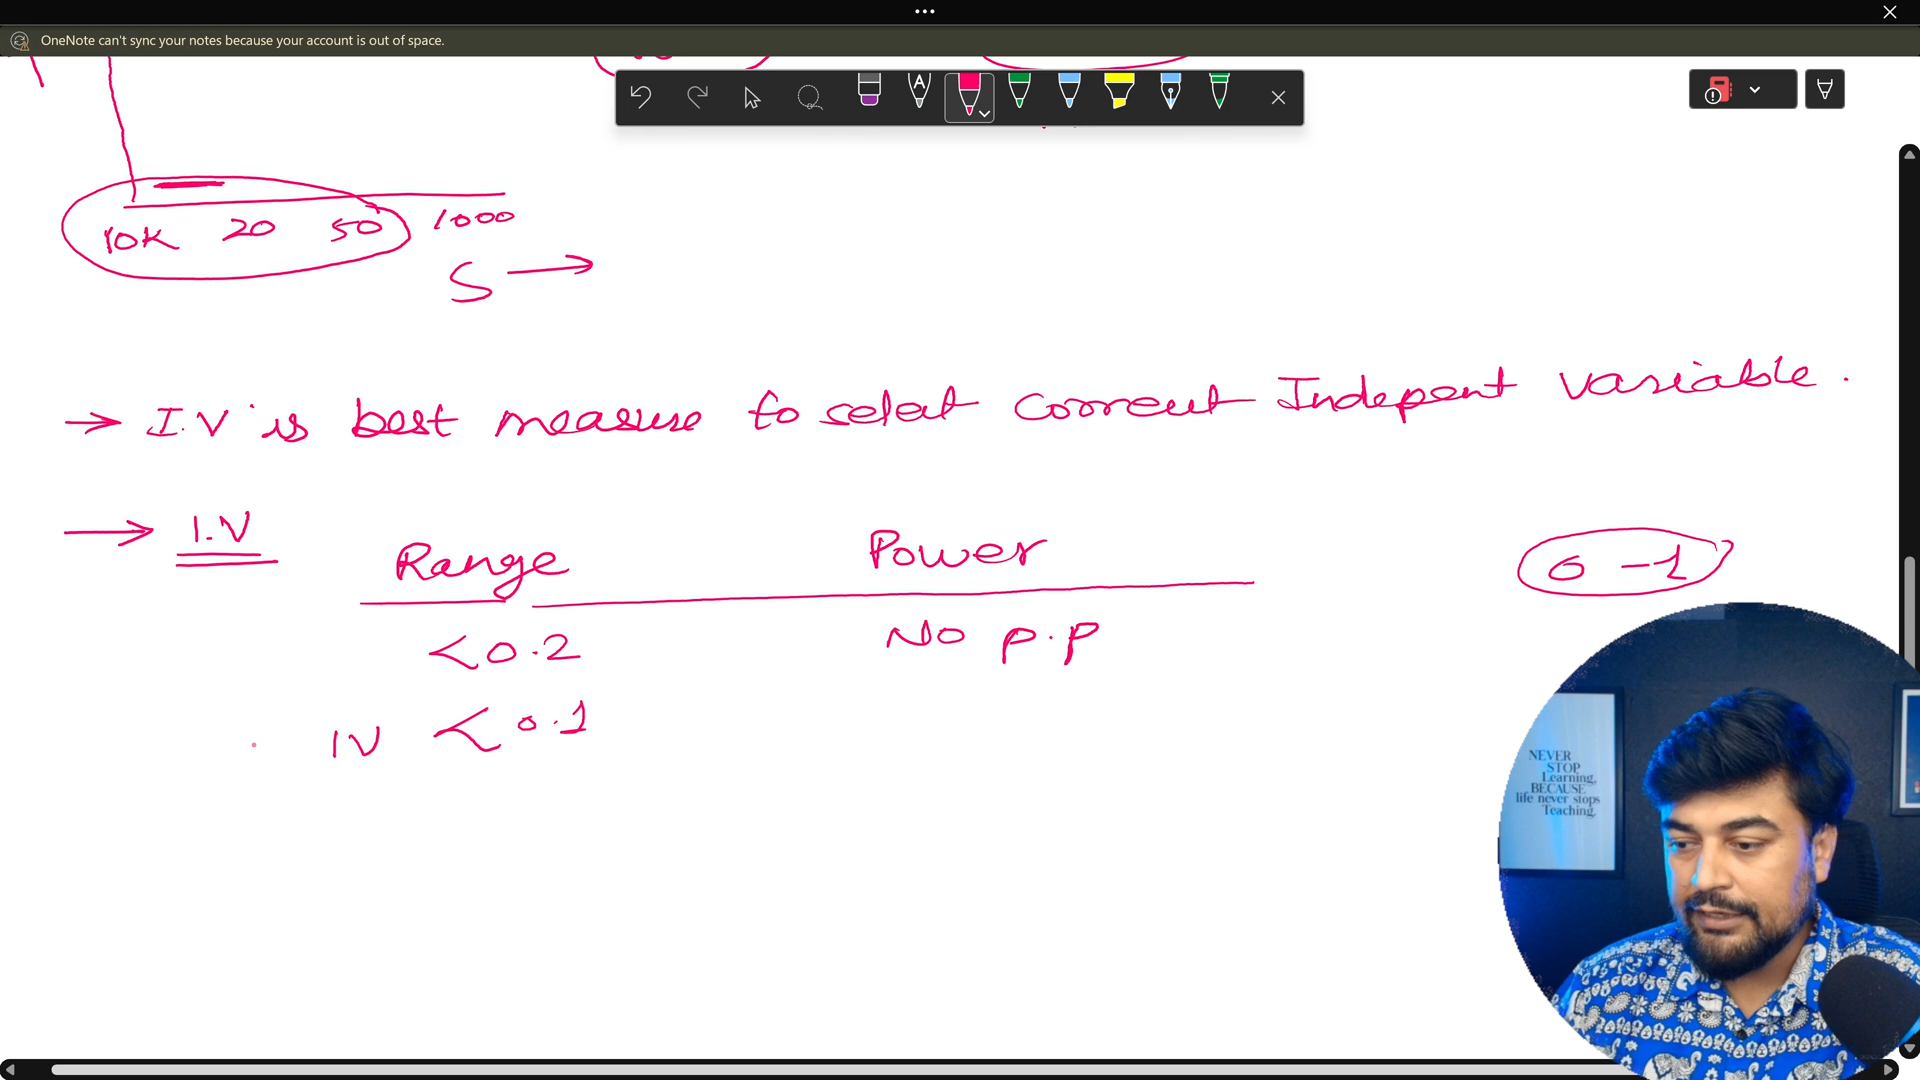 OneNote can't sync your notes because your account is out of space.
10K 20 50 1000
S →
→ I.V is best measure to select correct Indepent variable.
→ I.V
Range Power
0 - 1
<0.2 No p.p
IV <0.1
NEVER
STOP
Learning,
BECAUSE
life never stops
Teaching.